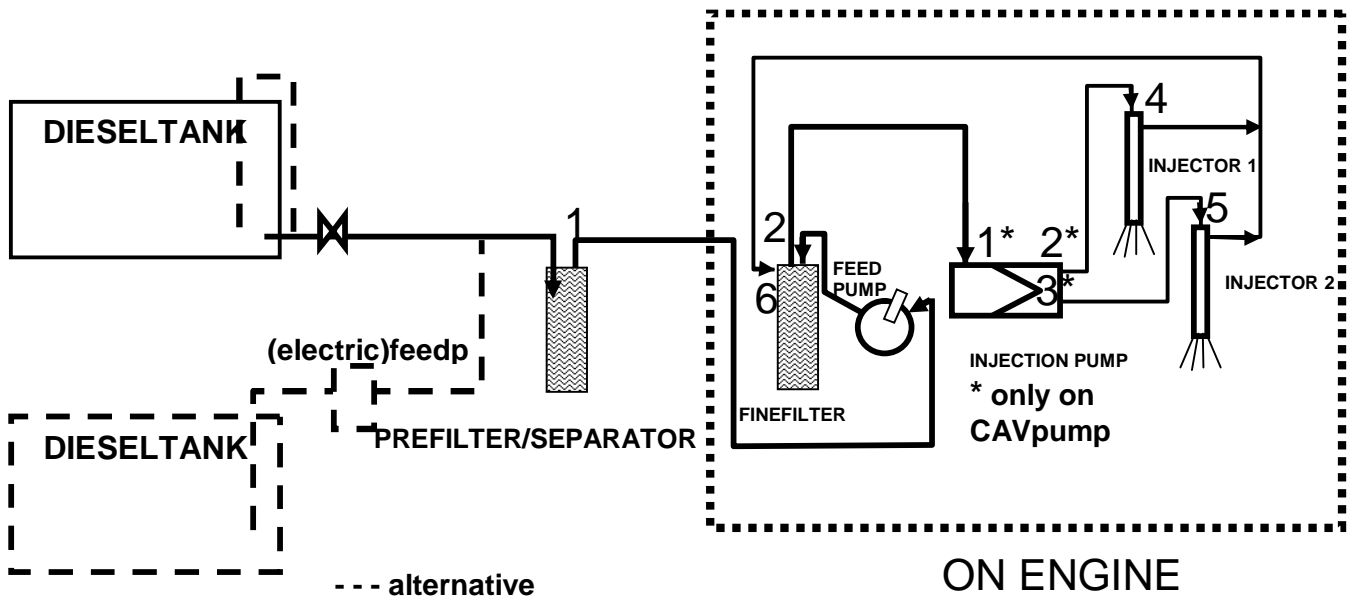 DIESELTANK
1
(electric)feedp
PREFILTER/SEPARATOR
DIESELTANK
- - - alternative
2
6
FEED
PUMP
FINEFILTER
1*
2*
3*
INJECTION PUMP
* only on
CAVpump
4
INJECTOR 1
5
INJECTOR 2
ON ENGINE